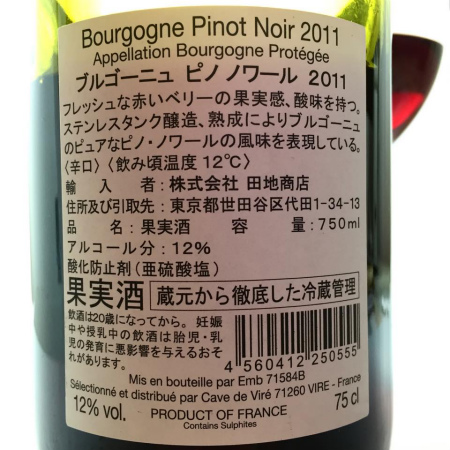 Bourgogne Pinot Noir 2011
Appellation Bourgogne Protégée
ブルゴーニュ ピノ ノワール 2011
フレッシュな赤いベリーの果実感、酸味を持つ。
ステンレスタンク醸造、熟成によりブルゴーニュ
のピュアなピノ・ノワールの風味を表現している。
〈辛口〉〈飲み頃温度12℃〉
輸入者:株式会社 田地商店
住所及び引取先:東京都世田谷区代田1-34-13
品名:果実酒 容量:750ml
アルコール分:12%
酸化防止剤(亜硫酸塩)
果実酒 蔵元から徹底した冷蔵管理
飲酒は20歳になってから。妊娠
中や授乳中の飲酒は胎児・乳
児の発育に悪影響を与えるおそ
れがあります。
4 560412 250555
Mis en bouteille par Emb 71584B
Sélectionné et distribué par Cave de Viré 71260 VIRE - France
12% vol. PRODUCT OF FRANCE 75 cl
Contains Sulphites